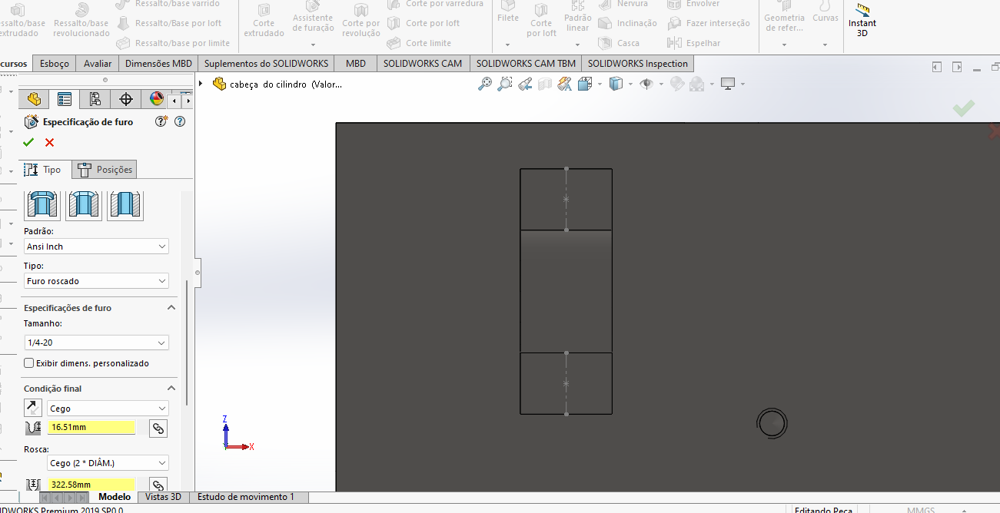 Ressalto/base varrido
Corte por varredura
Nervura
Envolver
Ressalto/base
revolucionado
Ressalto/base por loft
Ressalto/base por limite
Corte
extrudado
Assistente
de furação
Corte por
revolução
Corte por loft
Corte limite
Filete
Corte
por loft
Padrão
linear
Inclinação
Casca
Fazer interseção
Espelhar
Geometria
de refer...
Curvas
Instant
3D
cursos
Esboço
Avaliar
Dimensões MBD
Suplementos do SOLIDWORKS
MBD
SOLIDWORKS CAM
SOLIDWORKS CAM TBM
SOLIDWORKS Inspection
cabeça do cilindro (Valor...
Especificação de furo
Tipo
Posições
Padrão:
Ansi Inch
Tipo:
Furo roscado
Especificações de furo
Tamanho:
1/4-20
Exibir dimens. personalizado
Condição final
Cego
16.51mm
Rosca:
Cego (2 * DIÂM.)
322.58mm
Z
X
Modelo
Vistas 3D
Estudo de movimento 1
IDWORKS Premium 2019 SP0.0
Editando Peça
MMGS